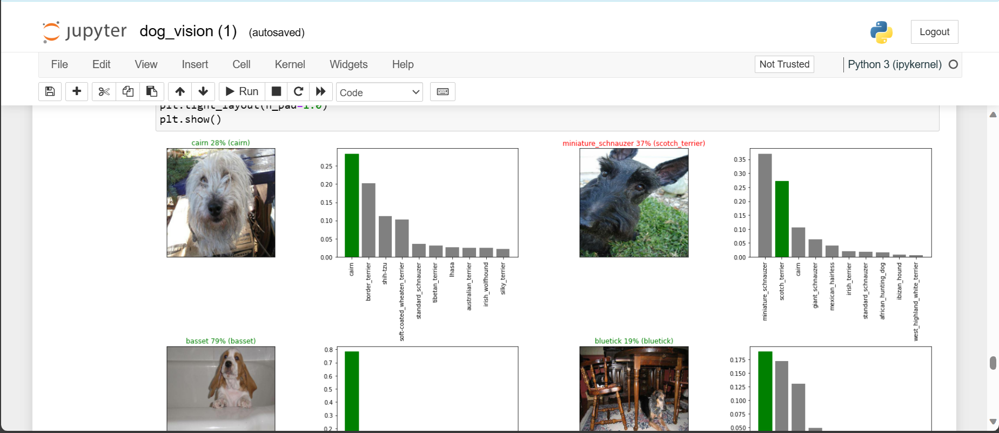 jupyter dog_vision (1) (autosaved)
Logout
File Edit View Insert Cell Kernel Widgets Help
Not Trusted
Python 3 (ipykernel)
Run
Code
plt.tight_layout(h_pad=1.0)
plt.show()
cairn 28% (cairn)
0.25
0.20
0.15
0.10
0.05
0.00
cairn
border_terrier
shih-tzu
soft-coated_wheaten_terrier
standard_schnauzer
tibetan_terrier
lhasa
australian_terrier
irish_wolfhound
silky_terrier
miniature_schnauzer 37% (scotch_terrier)
0.35
0.30
0.25
0.20
0.15
0.10
0.05
0.00
miniature_schnauzer
scotch_terrier
cairn
giant_schnauzer
mexican_hairless
irish_terrier
standard_schnauzer
african_hunting_dog
ibizan_hound
west_highland_white_terrier
basset 79% (basset)
0.8
0.7
0.6
0.5
0.4
0.3
0.2
bluetick 19% (bluetick)
0.175
0.150
0.125
0.100
0.075
0.050